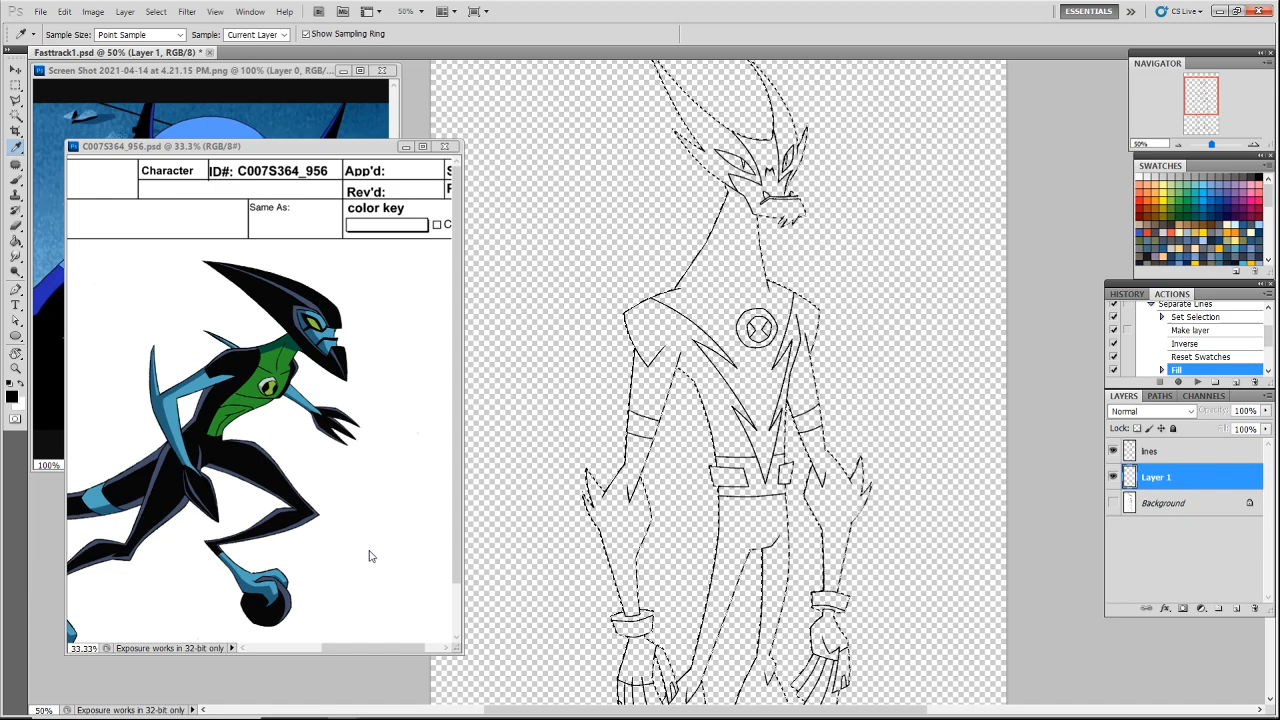 Ps File Edit Image Layer Select Filter View Window Help Br Mb 50% ESSENTIALS CS Live
Sample Size: Point Sample Sample: Current Layer Show Sampling Ring
Fasttrack1.psd @ 50% (Layer 1, RGB/8) *
Screen Shot 2021-04-14 at 4.21.15 PM.png @ 100% (Layer 0, RGB/...
C007S364_956.psd @ 33.3% (RGB/8#)
Character ID#: C007S364_956 App'd:
Rev'd:
Same As: color key
33.33% Exposure works in 32-bit only
100%
50% Exposure works in 32-bit only
NAVIGATOR
50%
SWATCHES
HISTORY ACTIONS
Separate Lines
Set Selection
Make layer
Inverse
Reset Swatches
Fill
LAYERS PATHS CHANNELS
Normal Opacity: 100%
Lock: Fill: 100%
lines
Layer 1
Background